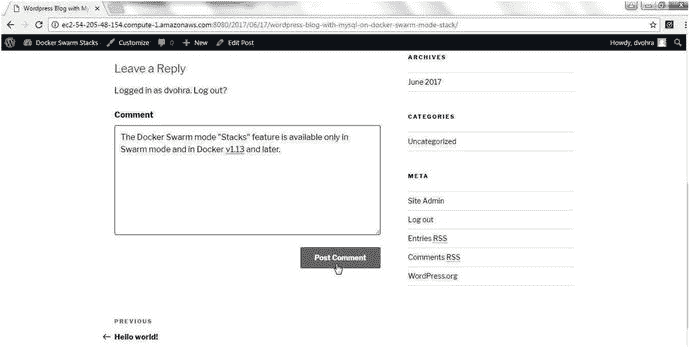 Wordpress Blog with My
ec2-54-205-48-154.compute-1.amazonaws.com:8080/2017/06/17/wordpress-blog-with-mysql-on-docker-swarm-mode-stack/
Docker Swarm Stacks Customize 0 New Edit Post Howdy, dvohra
Leave a Reply
Logged in as dvohra. Log out?
Comment
The Docker Swarm mode "Stacks" feature is available only in
Swarm mode and in Docker v1.13 and later.
Post Comment
PREVIOUS
← Hello world!
ARCHIVES
June 2017
CATEGORIES
Uncategorized
META
Site Admin
Log out
Entries RSS
Comments RSS
WordPress.org